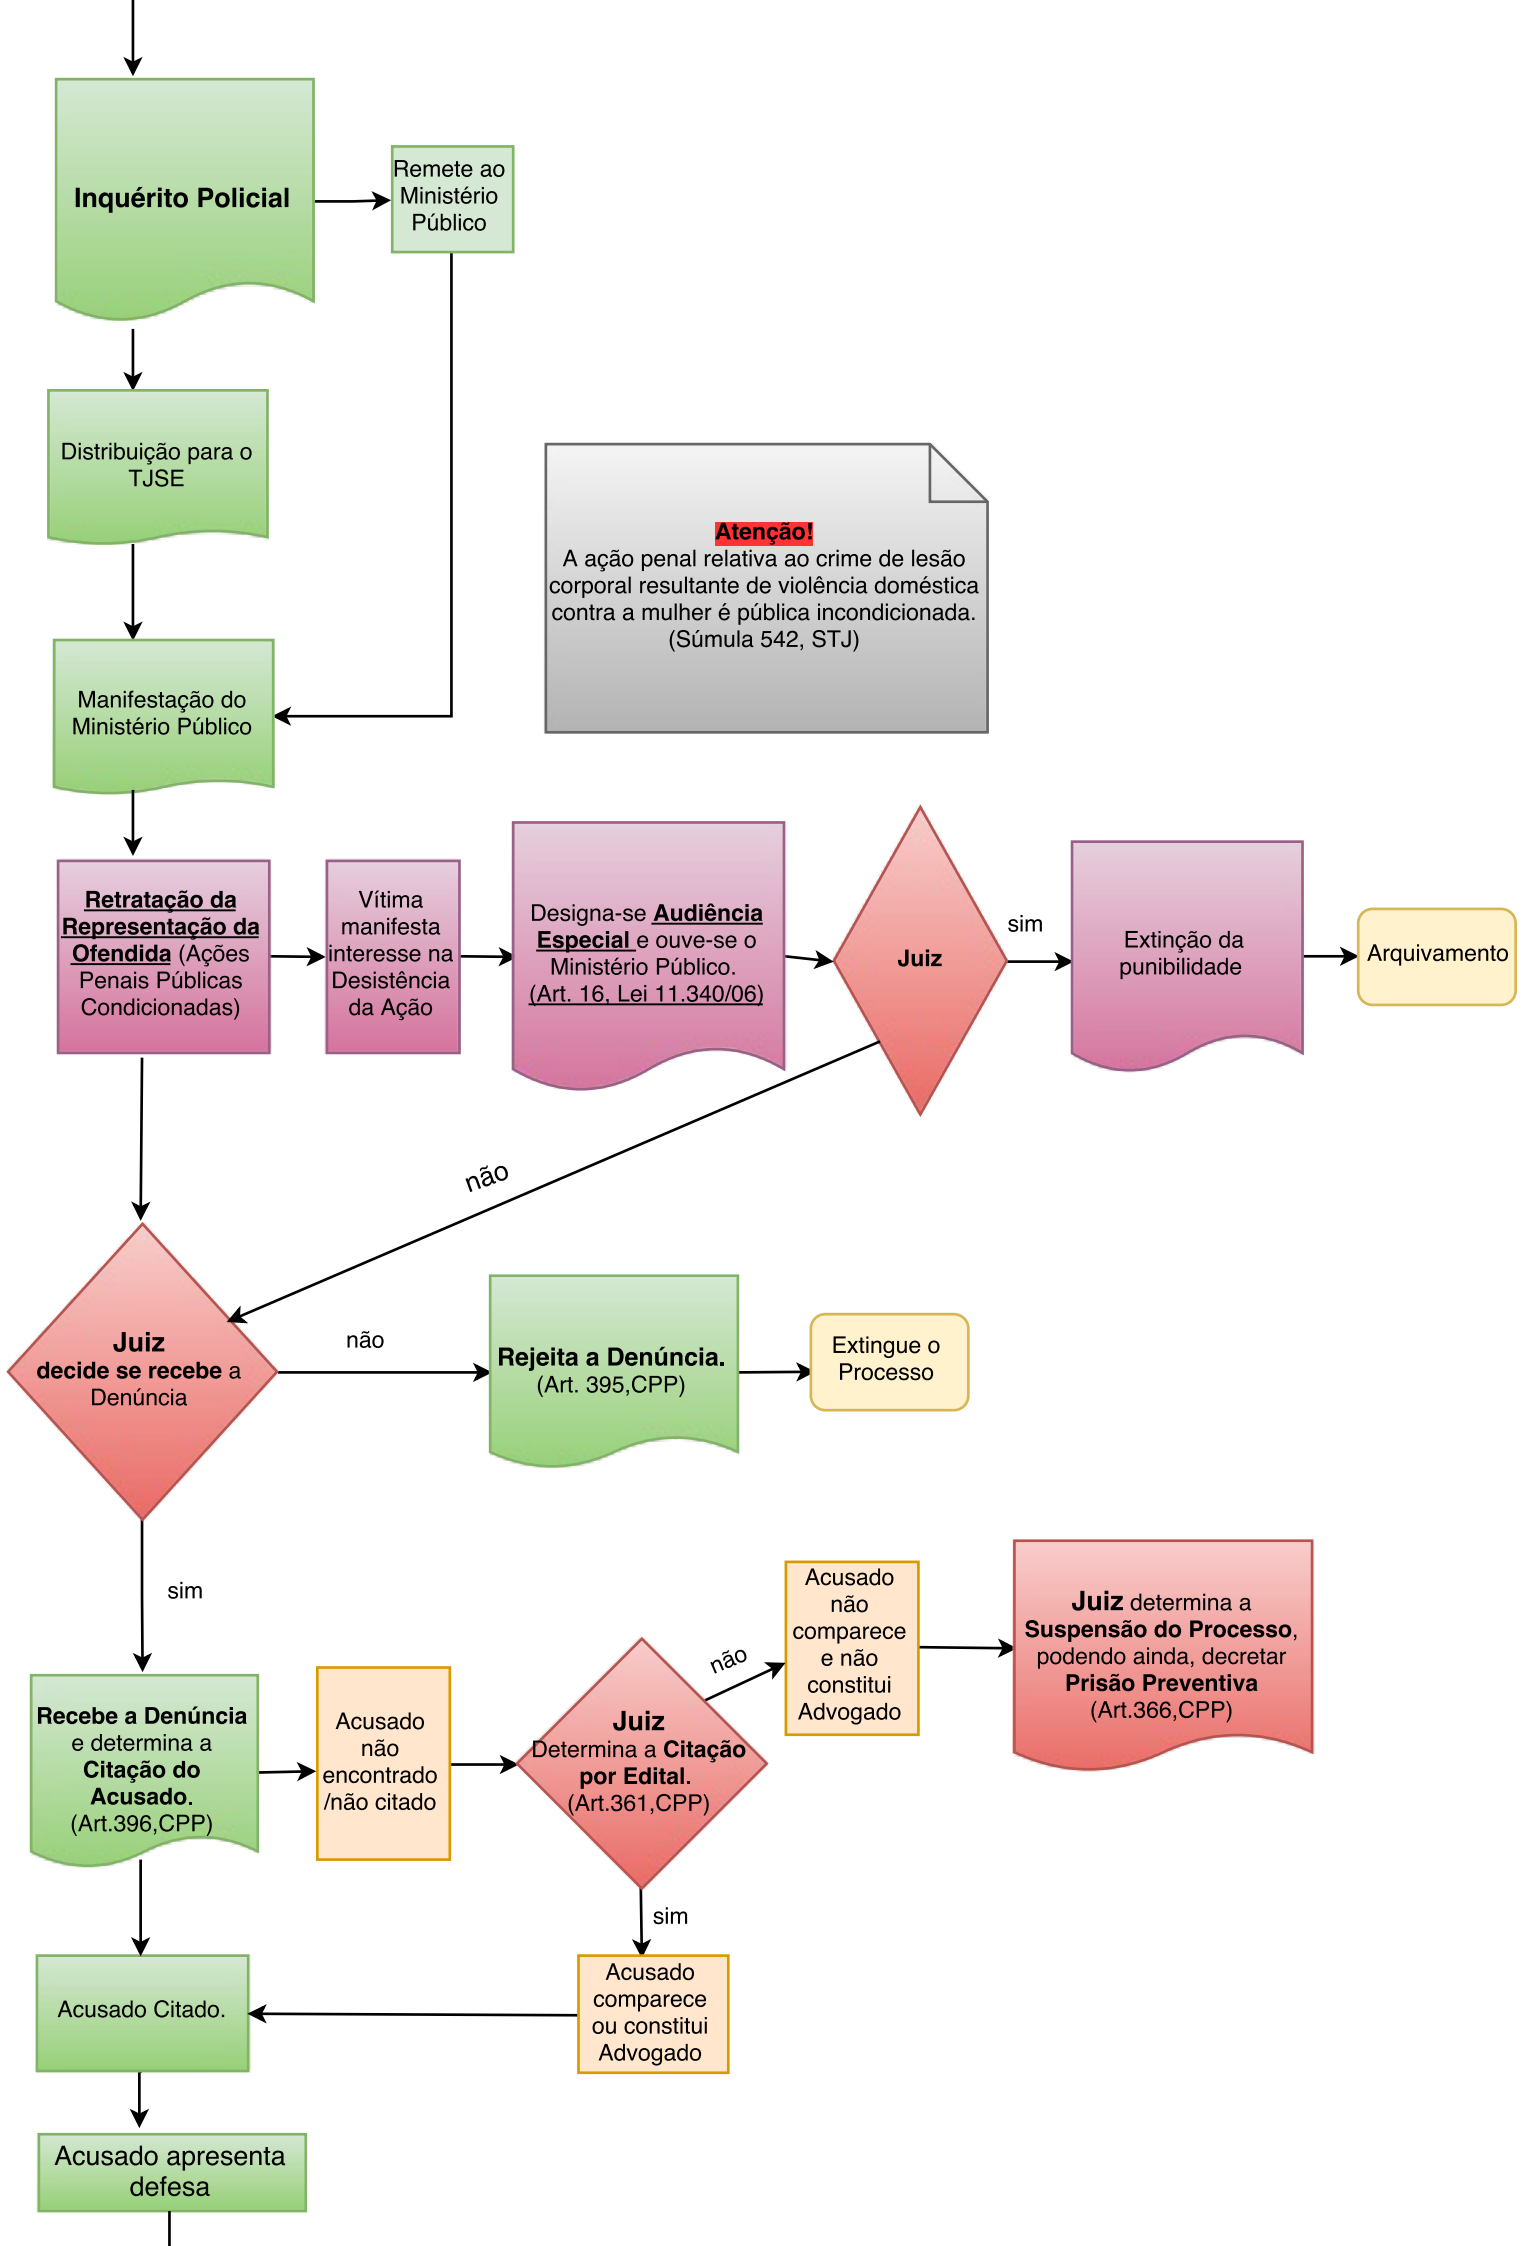 Inquérito Policial
Remete ao
Ministério
Público
Distribuição para o
TJSE
Atenção!
A ação penal relativa ao crime de lesão
corporal resultante de violência doméstica
contra a mulher é pública incondicionada.
(Súmula 542, STJ)
Manifestação do
Ministério Público
Retratação da
Representação da
Ofendida (Ações
Penais Públicas
Condicionadas)
Vítima
manifesta
interesse na
Desistência
da Ação
Designa-se Audiência
Especial e ouve-se o
Ministério Público.
(Art. 16, Lei 11.340/06)
Juiz
sim
Extinção da
punibilidade
Arquivamento
não
Juiz
decide se recebe a
Denúncia
não
Rejeita a Denúncia.
(Art. 395,CPP)
Extingue o
Processo
sim
Recebe a Denúncia
e determina a
Citação do
Acusado.
(Art.396,CPP)
Acusado
não
encontrado
/não citado
Juiz
Determina a Citação
por Edital.
(Art.361,CPP)
não
Acusado
não
comparece
e não
constitui
Advogado
Juiz determina a
Suspensão do Processo,
podendo ainda, decretar
Prisão Preventiva
(Art.366,CPP)
sim
Acusado
comparece
ou constitui
Advogado
Acusado Citado.
Acusado apresenta
defesa